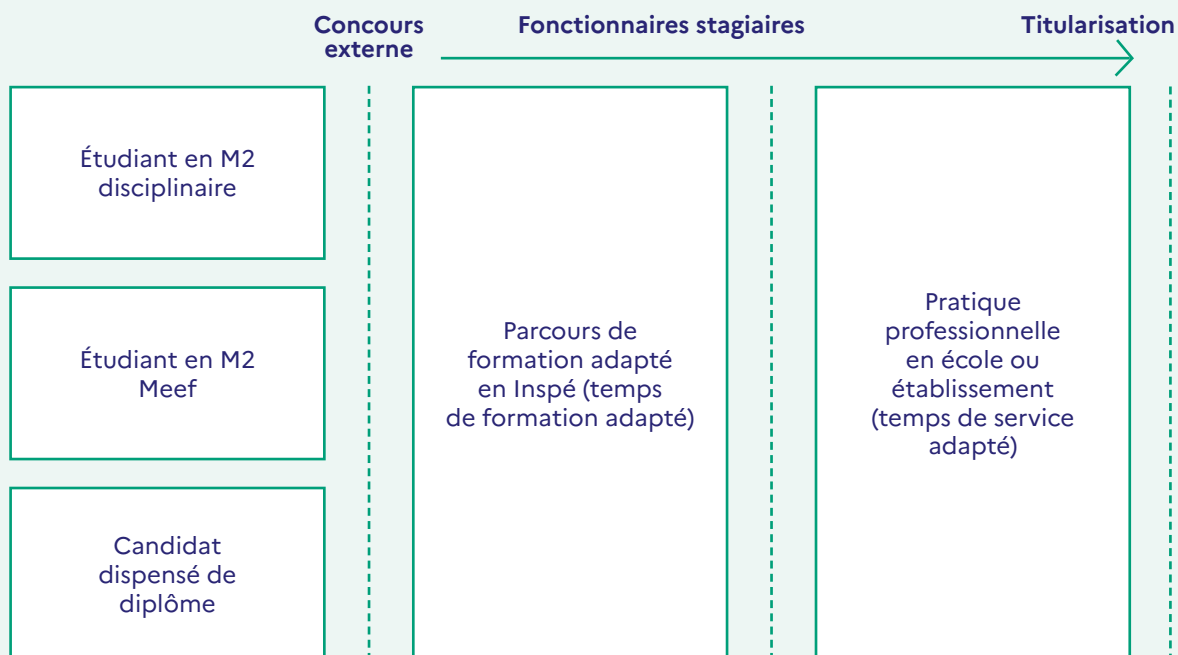 Concours
externe
Fonctionnaires stagiaires
Titularisation
Étudiant en M2
disciplinaire
Étudiant en M2
Meef
Candidat
dispensé de
diplôme
Parcours de
formation adapté
en Inspé (temps
de formation adapté)
Pratique
professionnelle
en école ou
établissement
(temps de service
adapté)